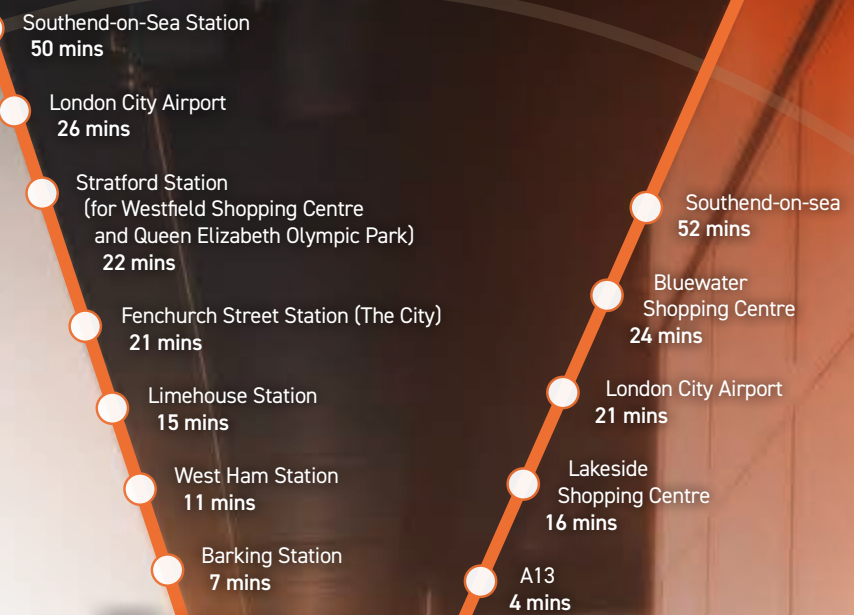 Southend-on-Sea Station
50 mins
London City Airport
26 mins
Stratford Station
(for Westfield Shopping Centre
and Queen Elizabeth Olympic Park)
22 mins
Fenchurch Street Station (The City)
21 mins
Limehouse Station
15 mins
West Ham Station
11 mins
Barking Station
7 mins
Southend-on-sea
52 mins
Bluewater
Shopping Centre
24 mins
London City Airport
21 mins
Lakeside
Shopping Centre
16 mins
A13
4 mins